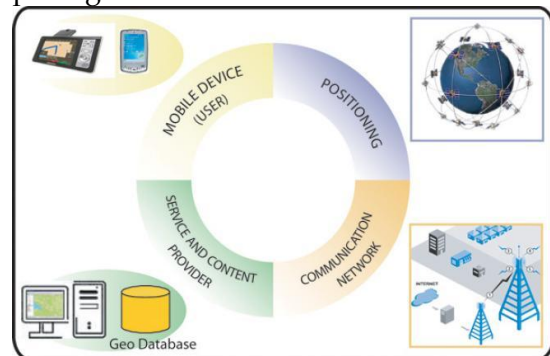 MOBILE DEVICE
(USER)
POSITIONING
SERVICE AND CONTENT
PROVIDER
COMMUNICATION
NETWORK
INTERNET
Geo Database